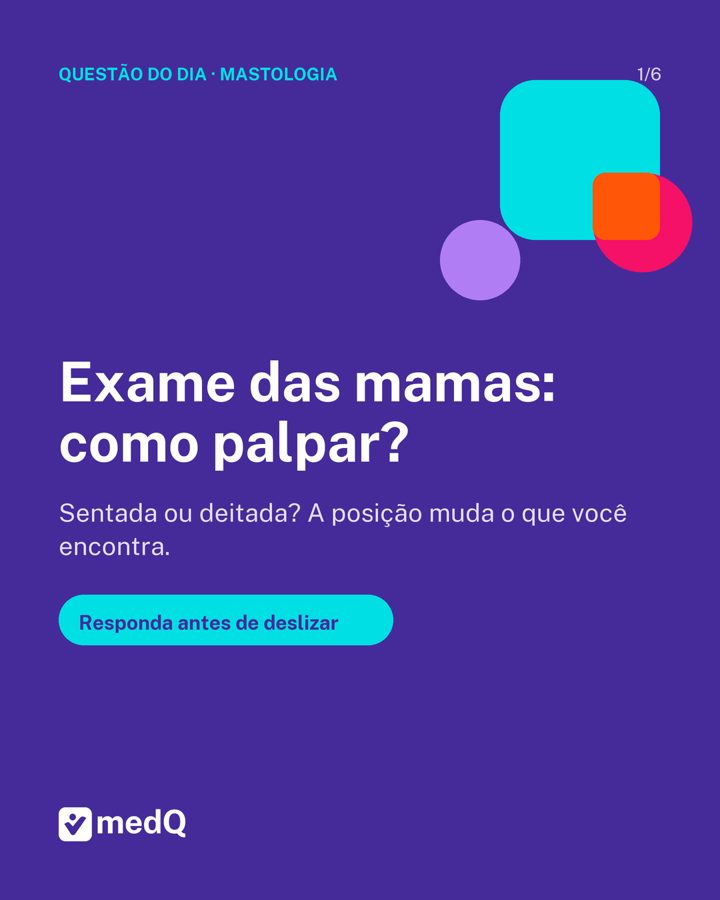 QUESTÃO DO DIA · MASTOLOGIA
1/6
Exame das mamas:
como palpar?
Sentada ou deitada? A posição muda o que você
encontra.
Responda antes de deslizar
medQ